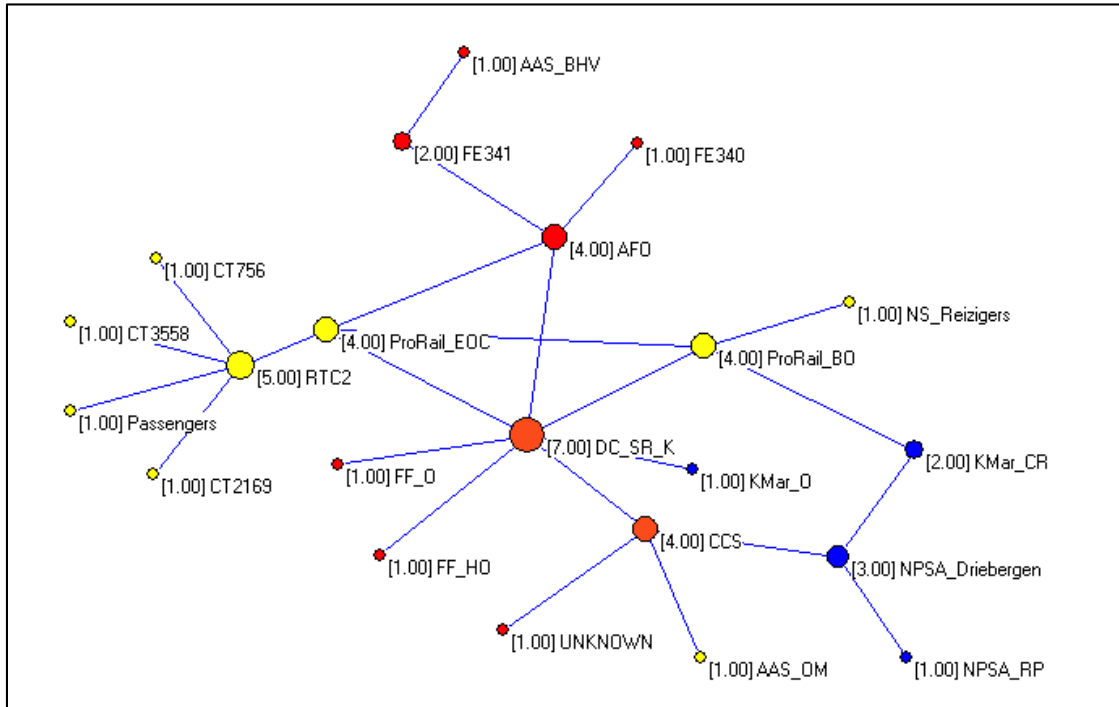 [1.00] AAS_BHV
[2.00] FE341
[1.00] FE340
[4.00] AFO
[1.00] CT756
[1.00] NS_Reizigers
[1.00] CT3558
[4.00] ProRail_EOC
[4.00] ProRail_BO
[5.00] RTC2
[1.00] Passengers
[7.00] DC_SR_K
[2.00] KMar_CR
[1.00] FF_O
[1.00] KMar_O
[1.00] CT2169
[4.00] CCS
[1.00] FF_HO
[3.00] NPSA_Driebergen
[1.00] UNKNOWN
[1.00] AAS_OM
[1.00] NPSA_RP